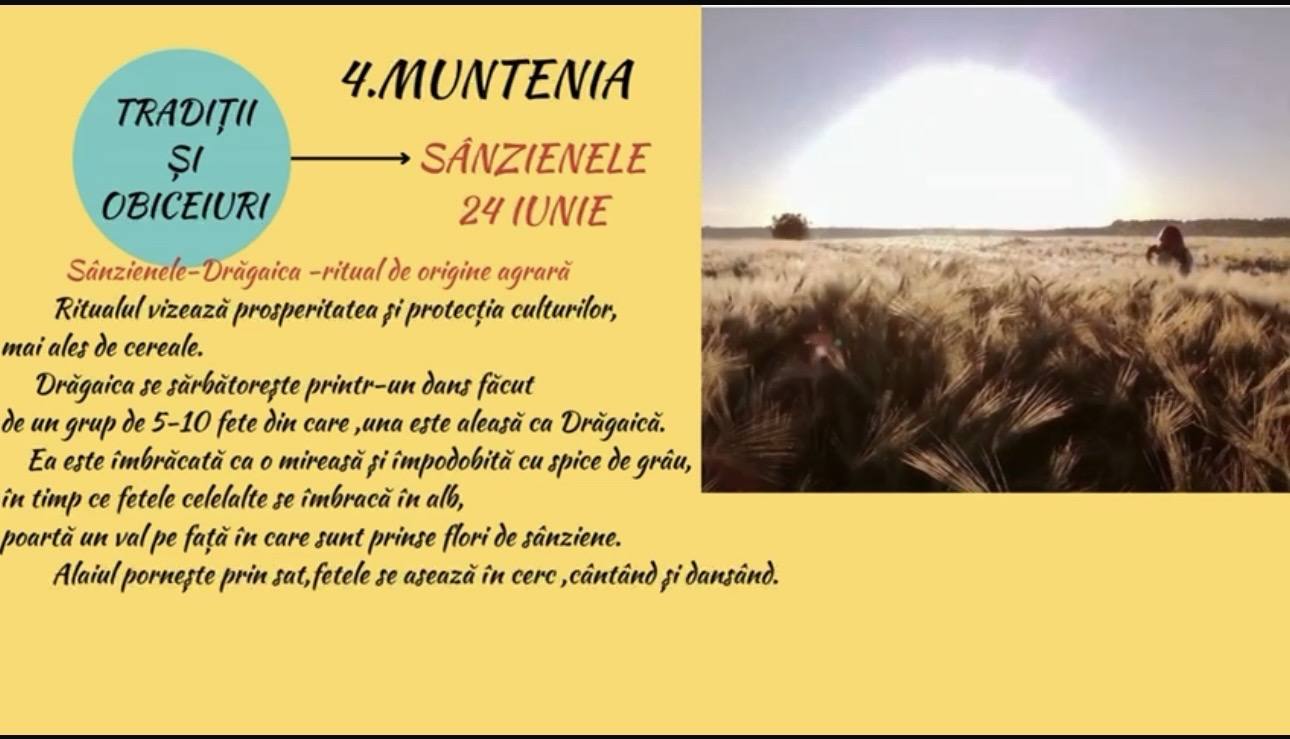 TRADIȚII
ȘI
OBICEIURI
4.MUNTENIA
SÂNZIENELE
24 IUNIE
Sânzienele-Drăgaica -ritual de origine agrară
Ritualul vizează prosperitatea și protecția culturilor,
mai ales de cereale.
Drăgaica se sărbătorește printr-un dans făcut
de un grup de 5-10 fete din care ,una este aleasă ca Drăgaică.
Ea este îmbrăcată ca o mireasă și împodobită cu spice de grâu,
în timp ce fetele celelalte se îmbracă în alb,
poartă un val pe față în care sunt prinse flori de sânziene.
Alaiul pornește prin sat,fetele se asează în cerc ,cântând și dansând.